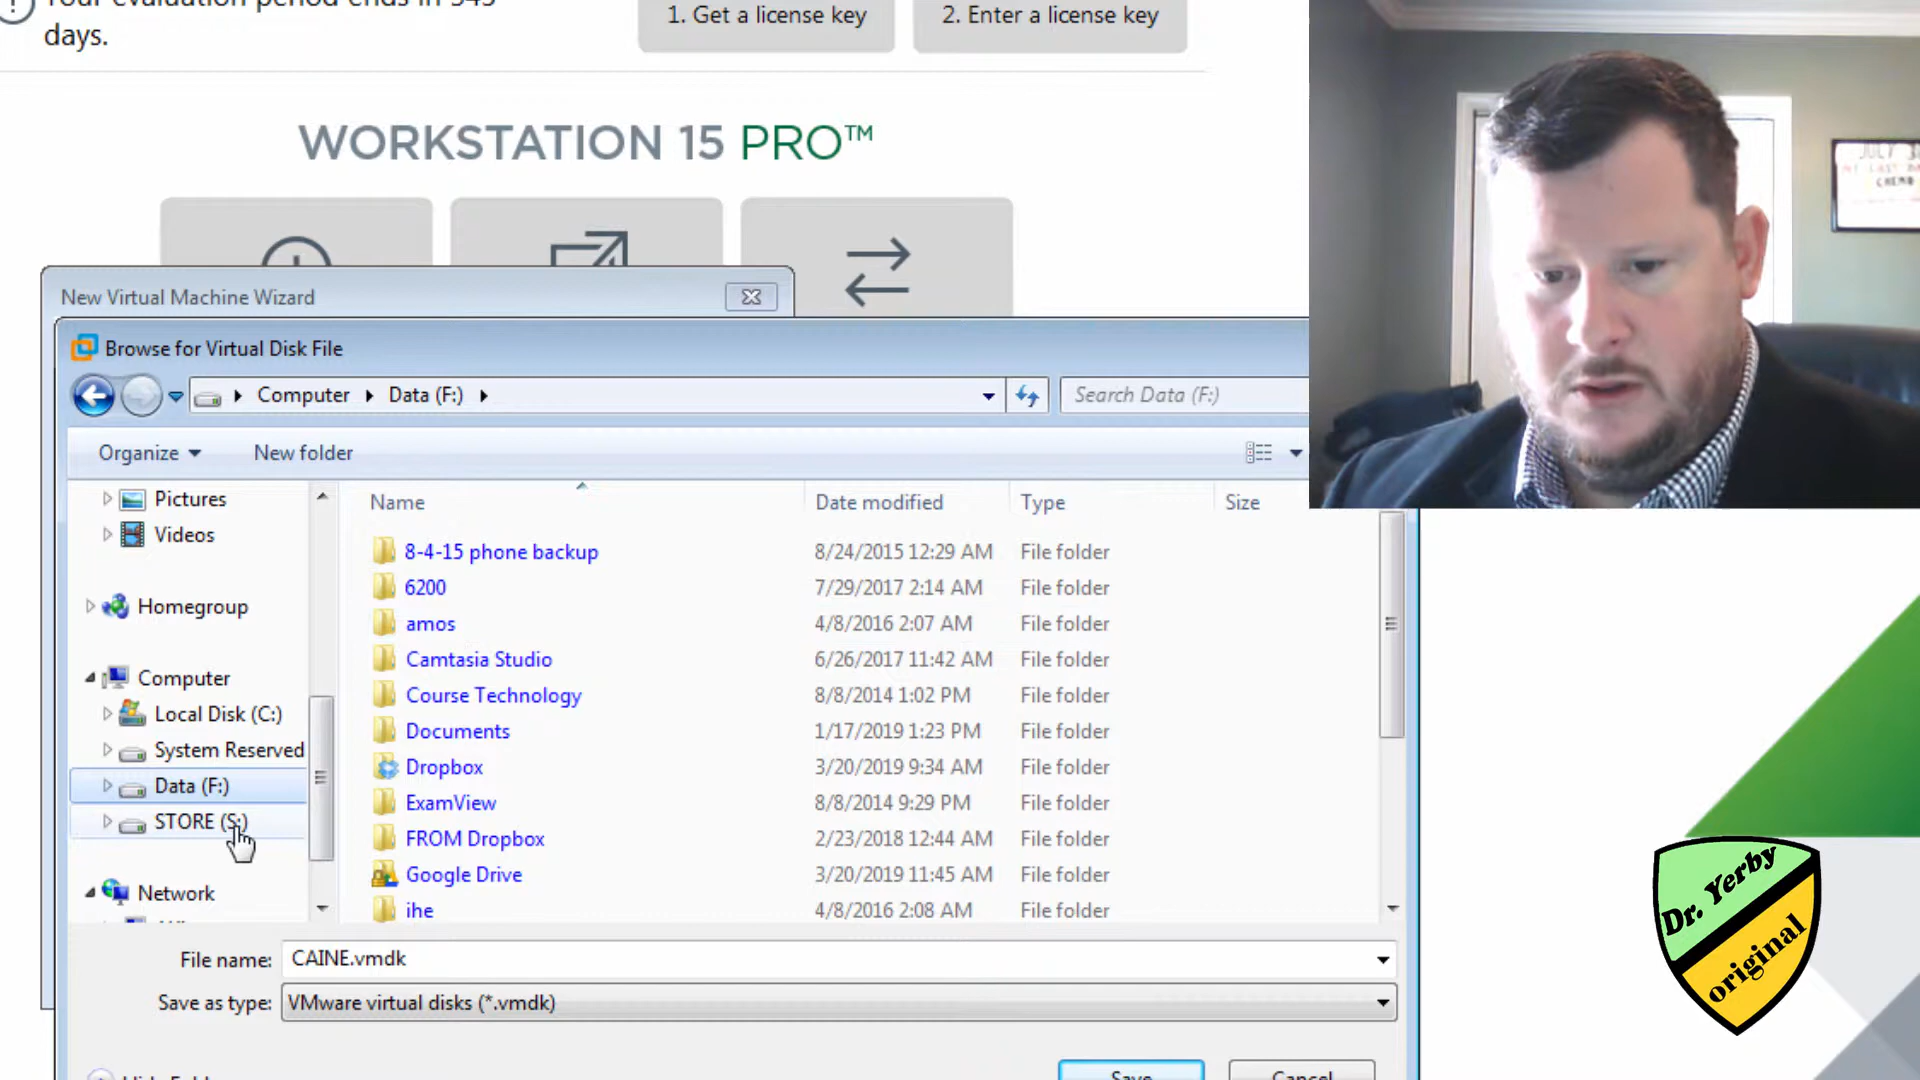 Your evaluation period ends in 345
days.
1. Get a license key
2. Enter a license key
WORKSTATION 15 PRO™
New Virtual Machine Wizard
Browse for Virtual Disk File
Computer
Data (F:)
Search Data (F:)
Organize
New folder
Pictures
Videos
Homegroup
Computer
Local Disk (C:)
System Reserved
Data (F:)
STORE (S:)
Network
Name Date modified Type Size
8-4-15 phone backup 8/24/2015 12:29 AM File folder
6200 7/29/2017 2:14 AM File folder
amos 4/8/2016 2:07 AM File folder
Camtasia Studio 6/26/2017 11:42 AM File folder
Course Technology 8/8/2014 1:02 PM File folder
Documents 1/17/2019 1:23 PM File folder
Dropbox 3/20/2019 9:34 AM File folder
ExamView 8/8/2014 9:29 PM File folder
FROM Dropbox 2/23/2018 12:44 AM File folder
Google Drive 3/20/2019 11:45 AM File folder
ihe 4/8/2016 2:08 AM File folder
File name: CAINE.vmdk
Save as type: VMware virtual disks (*.vmdk)
Save
Cancel
Dr. Yerby
original